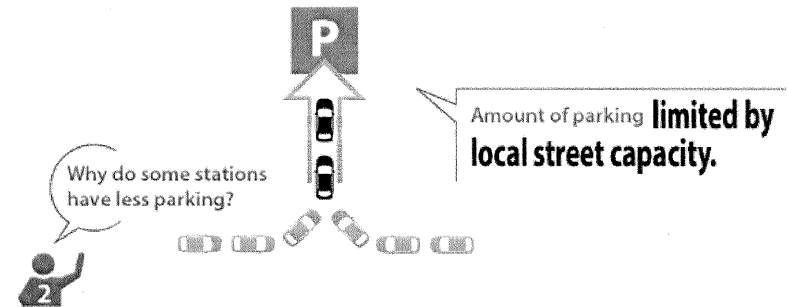 P
Amount of parking limited by
local street capacity.
Why do some stations
have less parking?
2